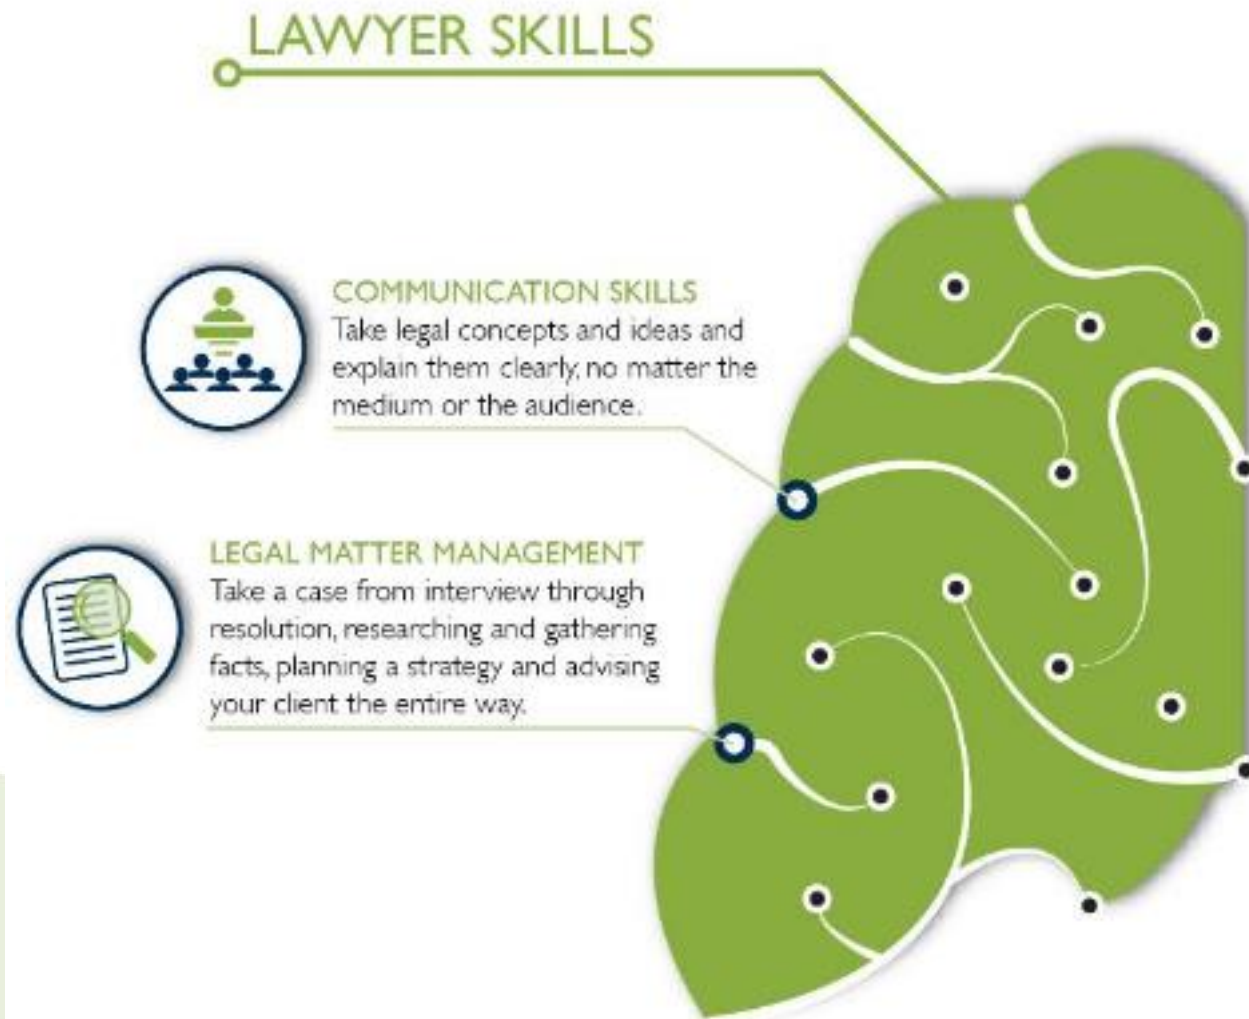 LAWYER SKILLS
COMMUNICATION SKILLS
Take legal concepts and ideas and
explain them clearly, no matter the
medium or the audience.
LEGAL MATTER MANAGEMENT
Take a case from interview through
resolution, researching and gathering
facts, planning a strategy and advising
your client the entire way.